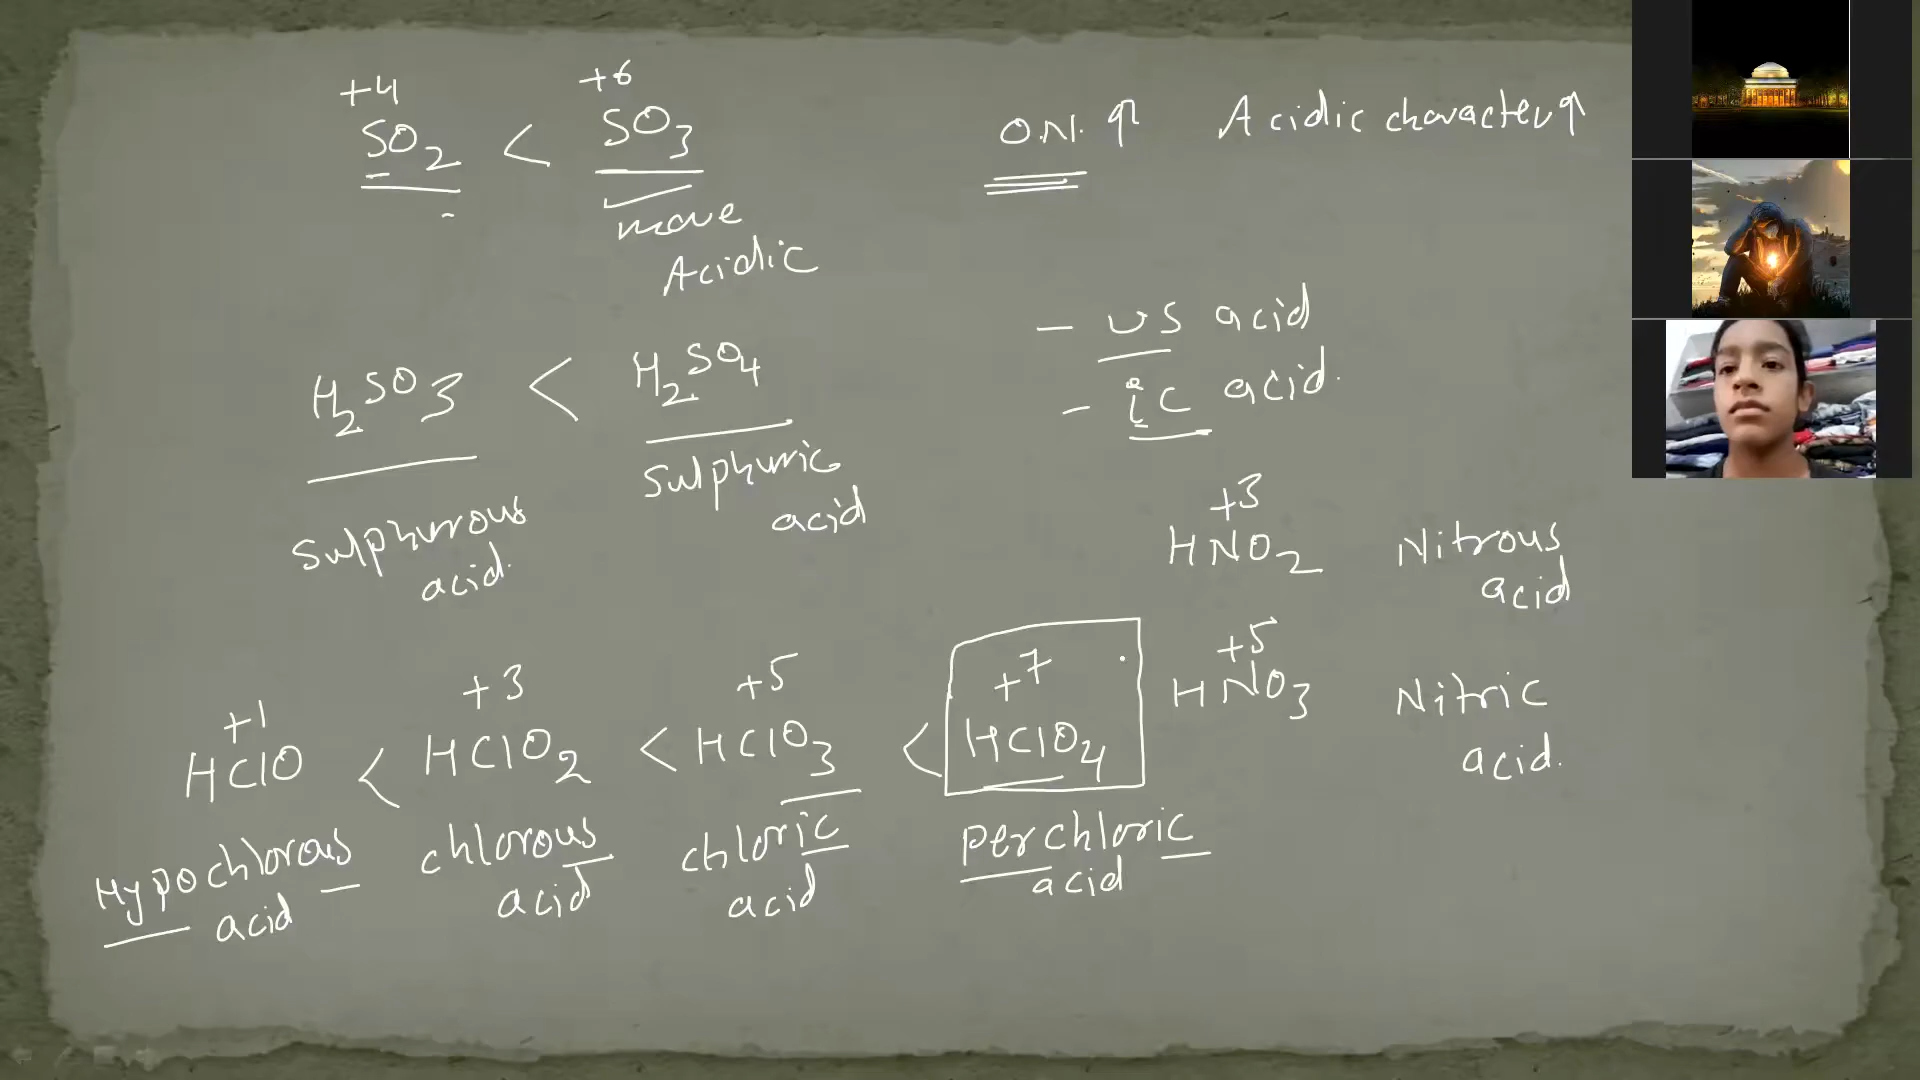 +4 +6
SO2 < SO3 O.N. ↑ Acidic character ↑
more
Acidic
- us acid
H2SO3 < H2SO4
- ic acid.
Sulphuric
acid
Sulphurous
acid.
+3
HNO2 Nitrous
acid
+5
HNO3 Nitric
acid.
+1 +3 +5 +7
HClO < HClO2 < HClO3 < HClO4
Hypochlorous
acid
chlorous
acid
chloric
acid
perchloric
acid